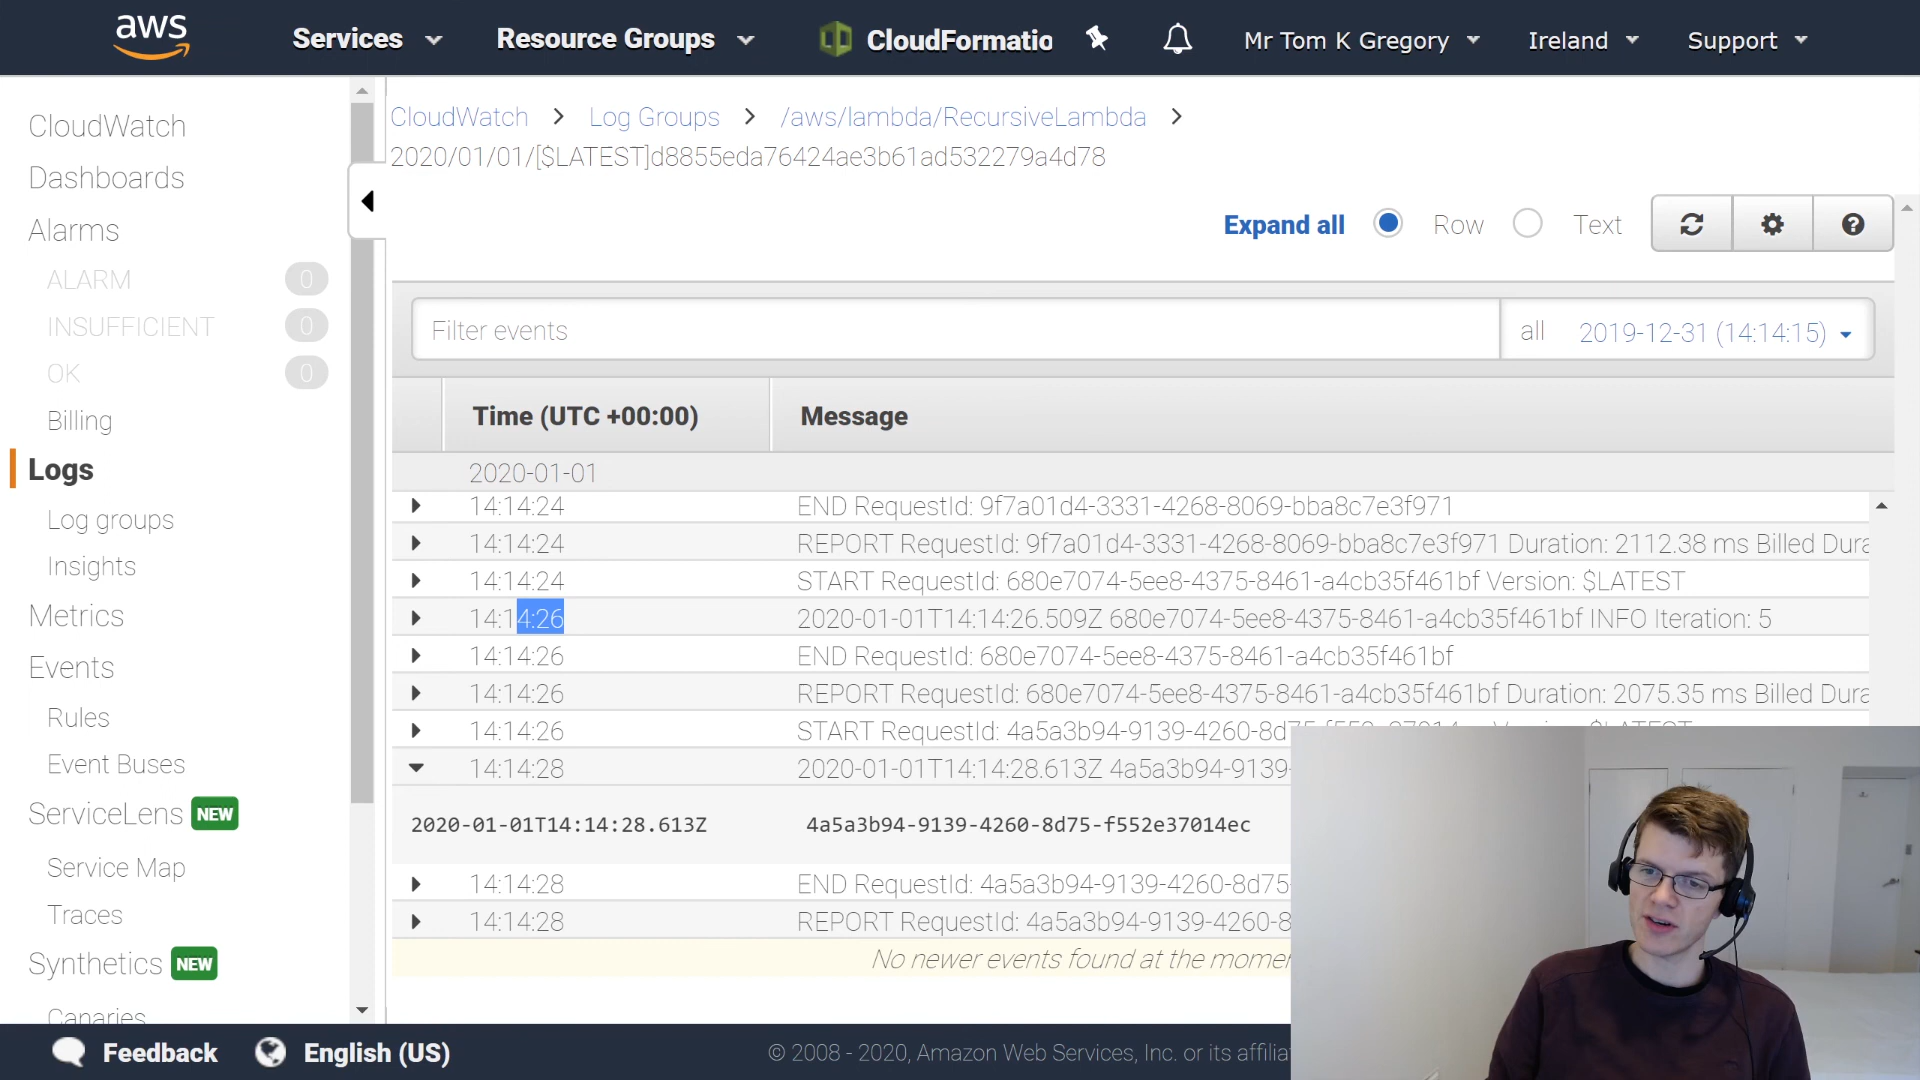 aws Services Resource Groups CloudFormatio Mr Tom K Gregory Ireland Support
CloudWatch
Dashboards
Alarms
ALARM 0
INSUFFICIENT 0
OK 0
Billing
Logs
Log groups
Insights
Metrics
Events
Rules
Event Buses
ServiceLens NEW
Service Map
Traces
Synthetics NEW
Canaries
CloudWatch > Log Groups > /aws/lambda/RecursiveLambda >
2020/01/01/[$LATEST]d8855eda76424ae3b61ad532279a4d78
Expand all Row Text
Filter events all 2019-12-31 (14:14:15)
Time (UTC +00:00) Message
2020-01-01
14:14:24 END RequestId: 9f7a01d4-3331-4268-8069-bba8c7e3f971
14:14:24 REPORT RequestId: 9f7a01d4-3331-4268-8069-bba8c7e3f971 Duration: 2112.38 ms Billed Dura
14:14:24 START RequestId: 680e7074-5ee8-4375-8461-a4cb35f461bf Version: $LATEST
14:14:26 2020-01-01T14:14:26.509Z 680e7074-5ee8-4375-8461-a4cb35f461bf INFO Iteration: 5
14:14:26 END RequestId: 680e7074-5ee8-4375-8461-a4cb35f461bf
14:14:26 REPORT RequestId: 680e7074-5ee8-4375-8461-a4cb35f461bf Duration: 2075.35 ms Billed Dura
14:14:26 START RequestId: 4a5a3b94-9139-4260-8d75-f552e37014ec Version: $LATEST
14:14:28 2020-01-01T14:14:28.613Z 4a5a3b94-9139-
2020-01-01T14:14:28.613Z 4a5a3b94-9139-4260-8d75-f552e37014ec
14:14:28 END RequestId: 4a5a3b94-9139-4260-8d75-
14:14:28 REPORT RequestId: 4a5a3b94-9139-4260-8
No newer events found at the momen
Feedback English (US) © 2008 - 2020, Amazon Web Services, Inc. or its affilia